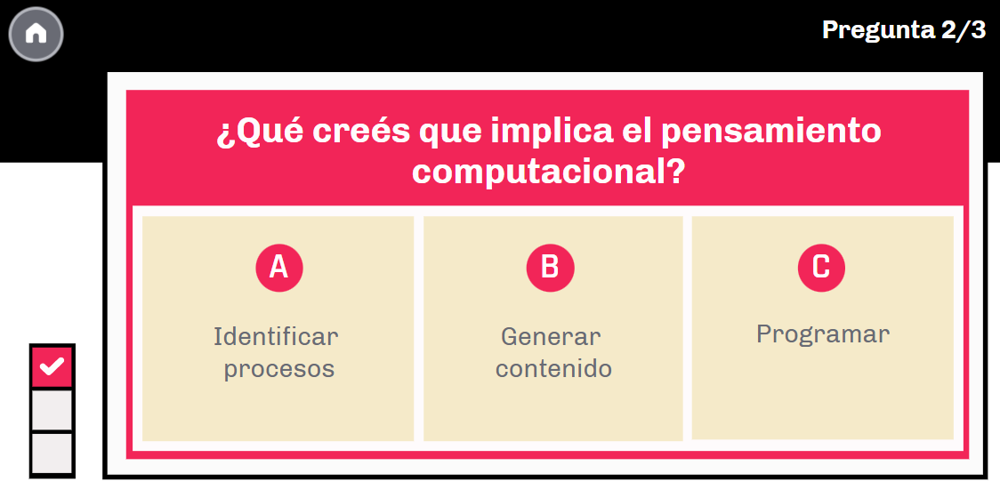 Pregunta 2/3
¿Qué creés que implica el pensamiento
computacional?
A
Identificar
procesos
B
Generar
contenido
C
Programar